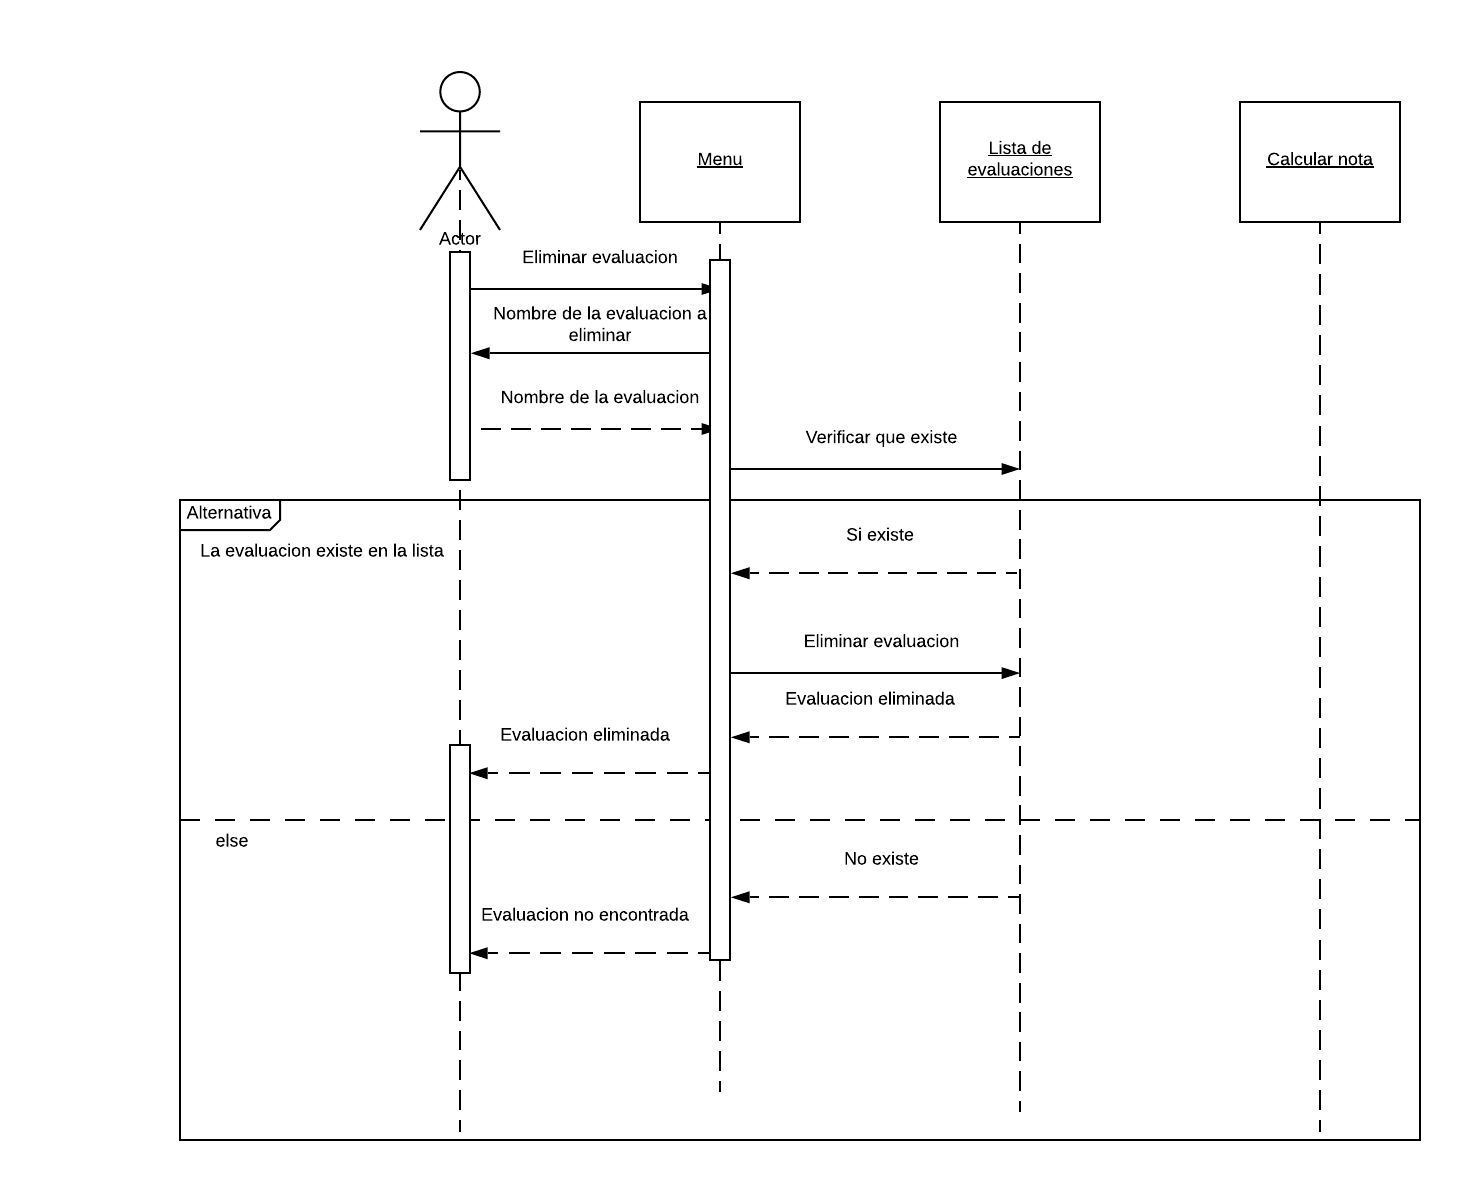 Actor
Menu
Lista de
evaluaciones
Calcular nota
Eliminar evaluacion
Nombre de la evaluacion a
eliminar
Nombre de la evaluacion
Verificar que existe
Alternativa
La evaluacion existe en la lista
Si existe
Eliminar evaluacion
Evaluacion eliminada
Evaluacion eliminada
else
No existe
Evaluacion no encontrada